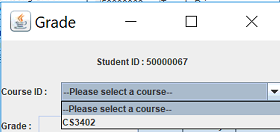 Grade
Student ID : 50000067
Course ID : --Please select a course--
--Please select a course--
CS3402
Grade :